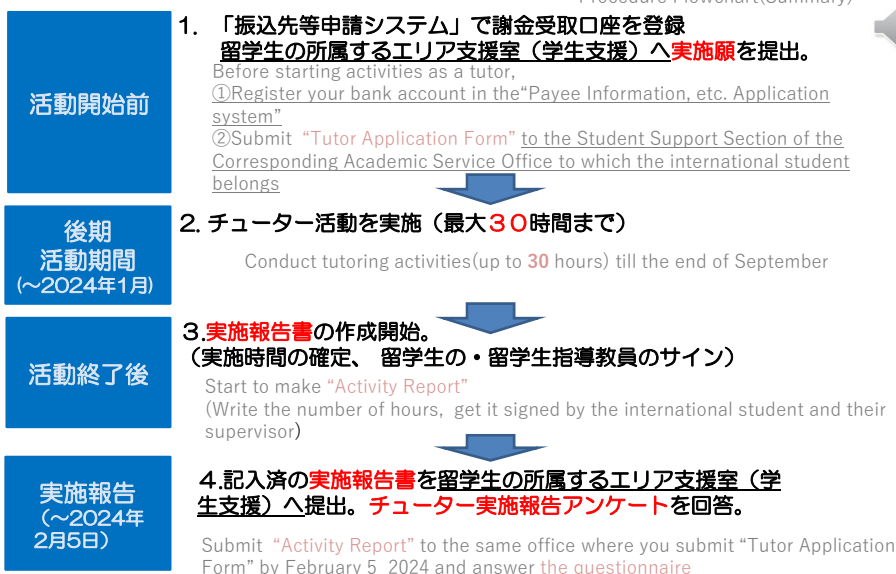 Procedure Flowchart(Summary)
活動開始前
1. 「振込先等申請システム」で謝金受取口座を登録
留学生の所属するエリア支援室（学生支援）へ実施願を提出。
Before starting activities as a tutor,
①Register your bank account in the“Payee Information, etc. Application
system”
②Submit “Tutor Application Form” to the Student Support Section of the
Corresponding Academic Service Office to which the international student
belongs
後期
活動期間
(～2024年1月)
2. チューター活動を実施（最大３０時間まで）
Conduct tutoring activities(up to 30 hours) till the end of September
活動終了後
3.実施報告書の作成開始。
（実施時間の確定、 留学生の・留学生指導教員のサイン）
Start to make “Activity Report”
(Write the number of hours, get it signed by the international student and their
supervisor)
実施報告
（～2024年
2月5日）
4.記入済の実施報告書を留学生の所属するエリア支援室（学
生支援）へ提出。チューター実施報告アンケートを回答。
Submit “Activity Report” to the same office where you submit “Tutor Application
Form” by February 5 2024 and answer the questionnaire